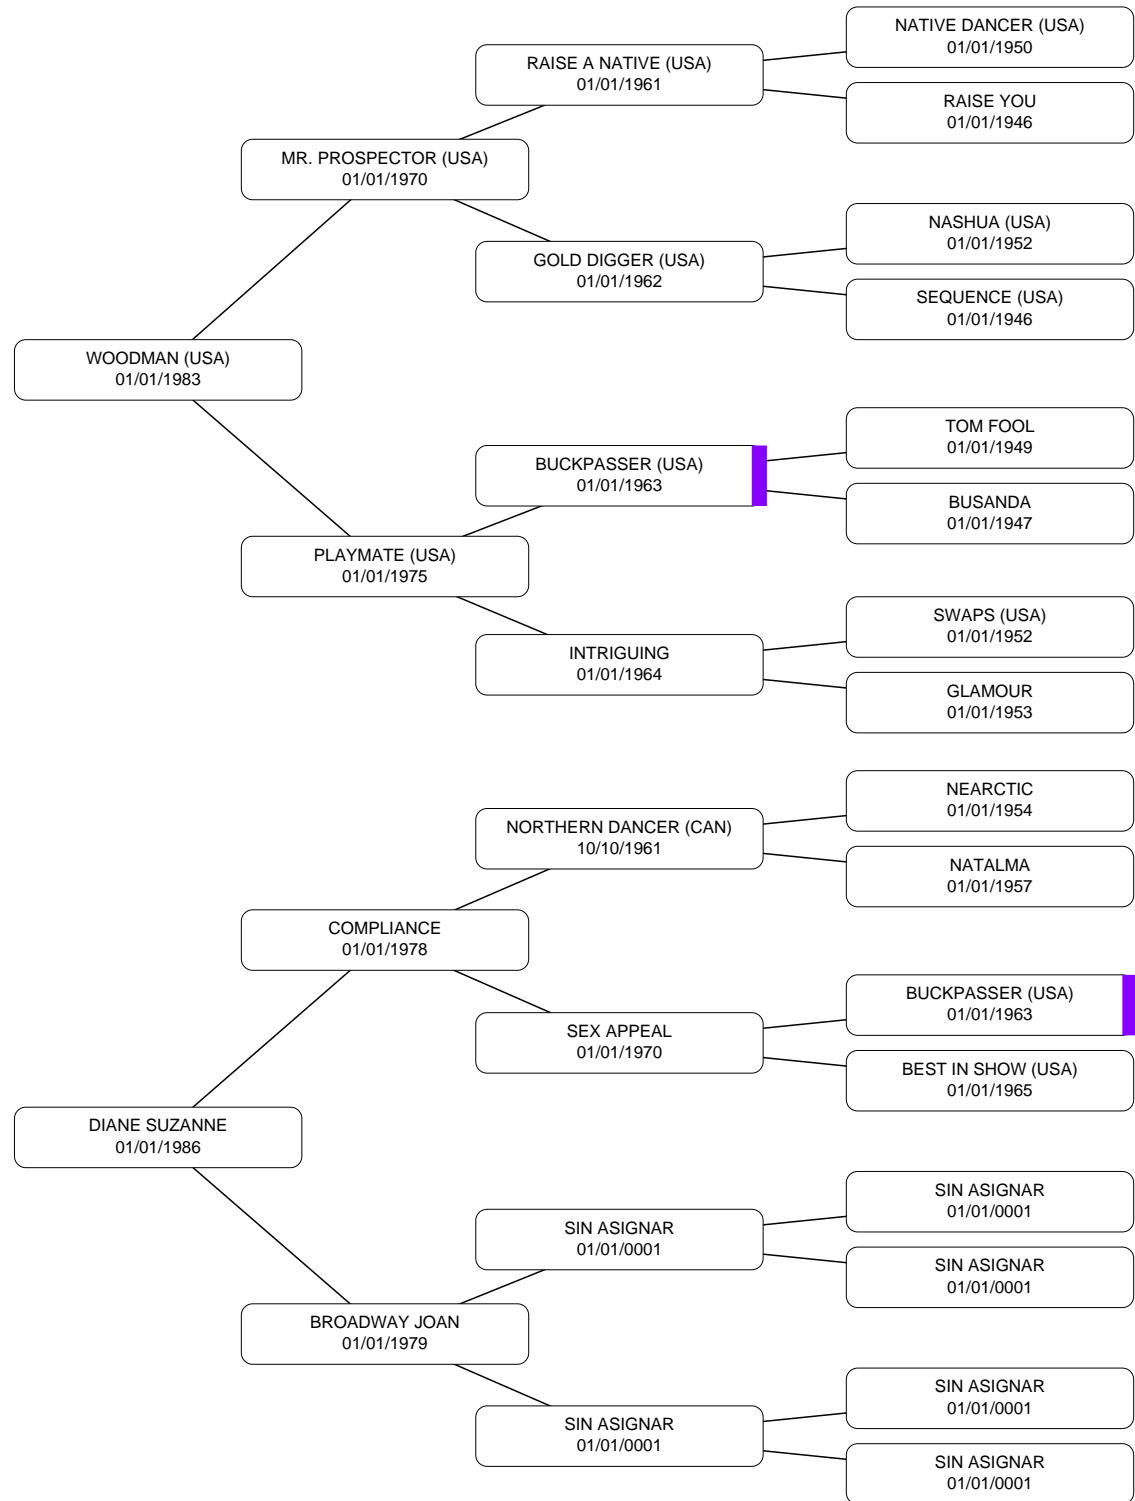 NATIVE DANCER (USA)
01/01/1950
RAISE A NATIVE (USA)
01/01/1961
RAISE YOU
01/01/1946
MR. PROSPECTOR (USA)
01/01/1970
NASHUA (USA)
01/01/1952
GOLD DIGGER (USA)
01/01/1962
SEQUENCE (USA)
01/01/1946
WOODMAN (USA)
01/01/1983
TOM FOOL
01/01/1949
BUCKPASSER (USA)
01/01/1963
BUSANDA
01/01/1947
PLAYMATE (USA)
01/01/1975
SWAPS (USA)
01/01/1952
INTRIGUING
01/01/1964
GLAMOUR
01/01/1953
NEARCTIC
01/01/1954
NORTHERN DANCER (CAN)
10/10/1961
NATALMA
01/01/1957
COMPLIANCE
01/01/1978
BUCKPASSER (USA)
01/01/1963
SEX APPEAL
01/01/1970
BEST IN SHOW (USA)
01/01/1965
DIANE SUZANNE
01/01/1986
SIN ASIGNAR
01/01/0001
SIN ASIGNAR
01/01/0001
SIN ASIGNAR
01/01/0001
BROADWAY JOAN
01/01/1979
SIN ASIGNAR
01/01/0001
SIN ASIGNAR
01/01/0001
SIN ASIGNAR
01/01/0001